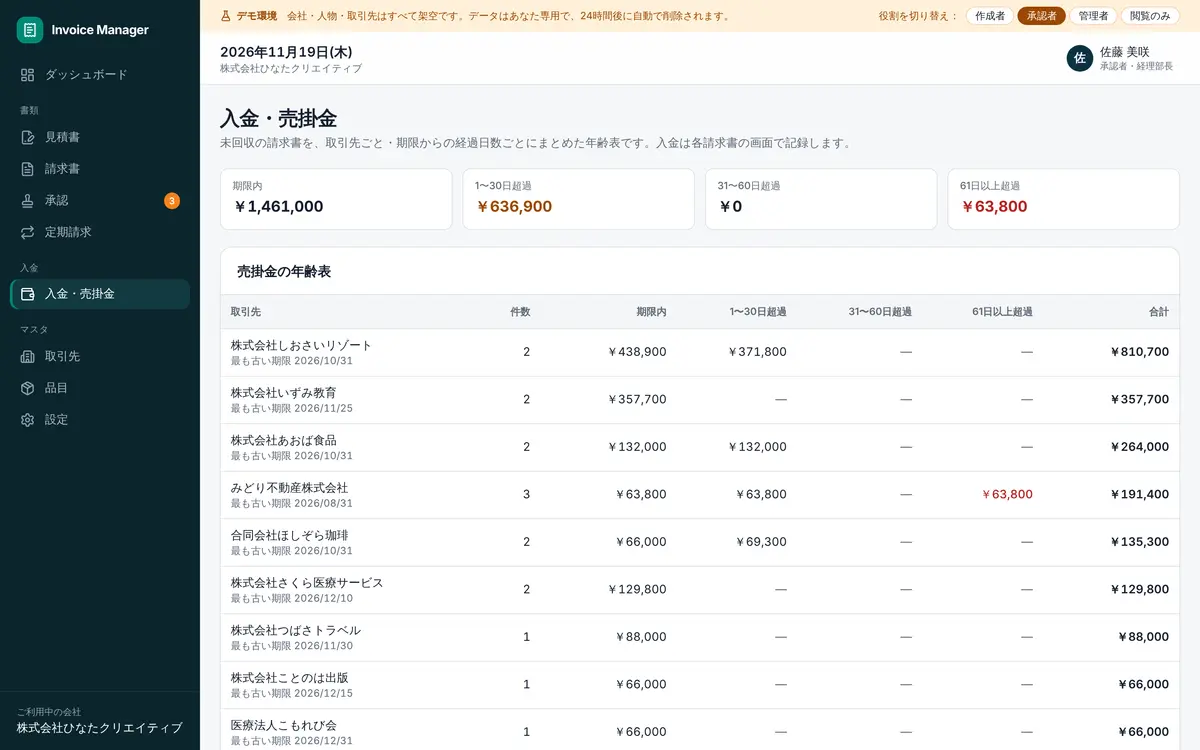 Invoice Manager
ダッシュボード
書類
見積書
請求書
承認
3
定期請求
入金
入金・売掛金
マスタ
取引先
品目
設定
ご利用中の会社
株式会社ひなたクリエイティブ
デモ環境 会社・人物・取引先はすべて架空です。データはあなた専用で、24時間後に自動で削除されます。
役割を切り替え： 作成者 承認者 管理者 閲覧のみ
2026年11月19日(木)
株式会社ひなたクリエイティブ
佐
佐藤 美咲
承認者・経理部長
入金・売掛金
未回収の請求書を、取引先ごと・期限からの経過日数ごとにまとめた年齢表です。入金は各請求書の画面で記録します。
期限内
￥1,461,000
1〜30日超過
￥636,900
31〜60日超過
￥0
61日以上超過
￥63,800
売掛金の年齢表
取引先 件数 期限内 1〜30日超過 31〜60日超過 61日以上超過 合計
株式会社しおさいリゾート
最も古い期限 2026/10/31
2 ￥438,900 ￥371,800 — — ￥810,700
株式会社いずみ教育
最も古い期限 2026/11/25
2 ￥357,700 — — — ￥357,700
株式会社あおば食品
最も古い期限 2026/10/31
2 ￥132,000 ￥132,000 — — ￥264,000
みどり不動産株式会社
最も古い期限 2026/08/31
3 ￥63,800 ￥63,800 — ￥63,800 ￥191,400
合同会社ほしぞら珈琲
最も古い期限 2026/10/31
2 ￥66,000 ￥69,300 — — ￥135,300
株式会社さくら医療サービス
最も古い期限 2026/12/10
2 ￥129,800 — — — ￥129,800
株式会社つばさトラベル
最も古い期限 2026/11/30
1 ￥88,000 — — — ￥88,000
株式会社ことのは出版
最も古い期限 2026/12/15
1 ￥66,000 — — — ￥66,000
医療法人こもれび会
最も古い期限 2026/12/31
1 ￥66,000 — — — ￥66,000